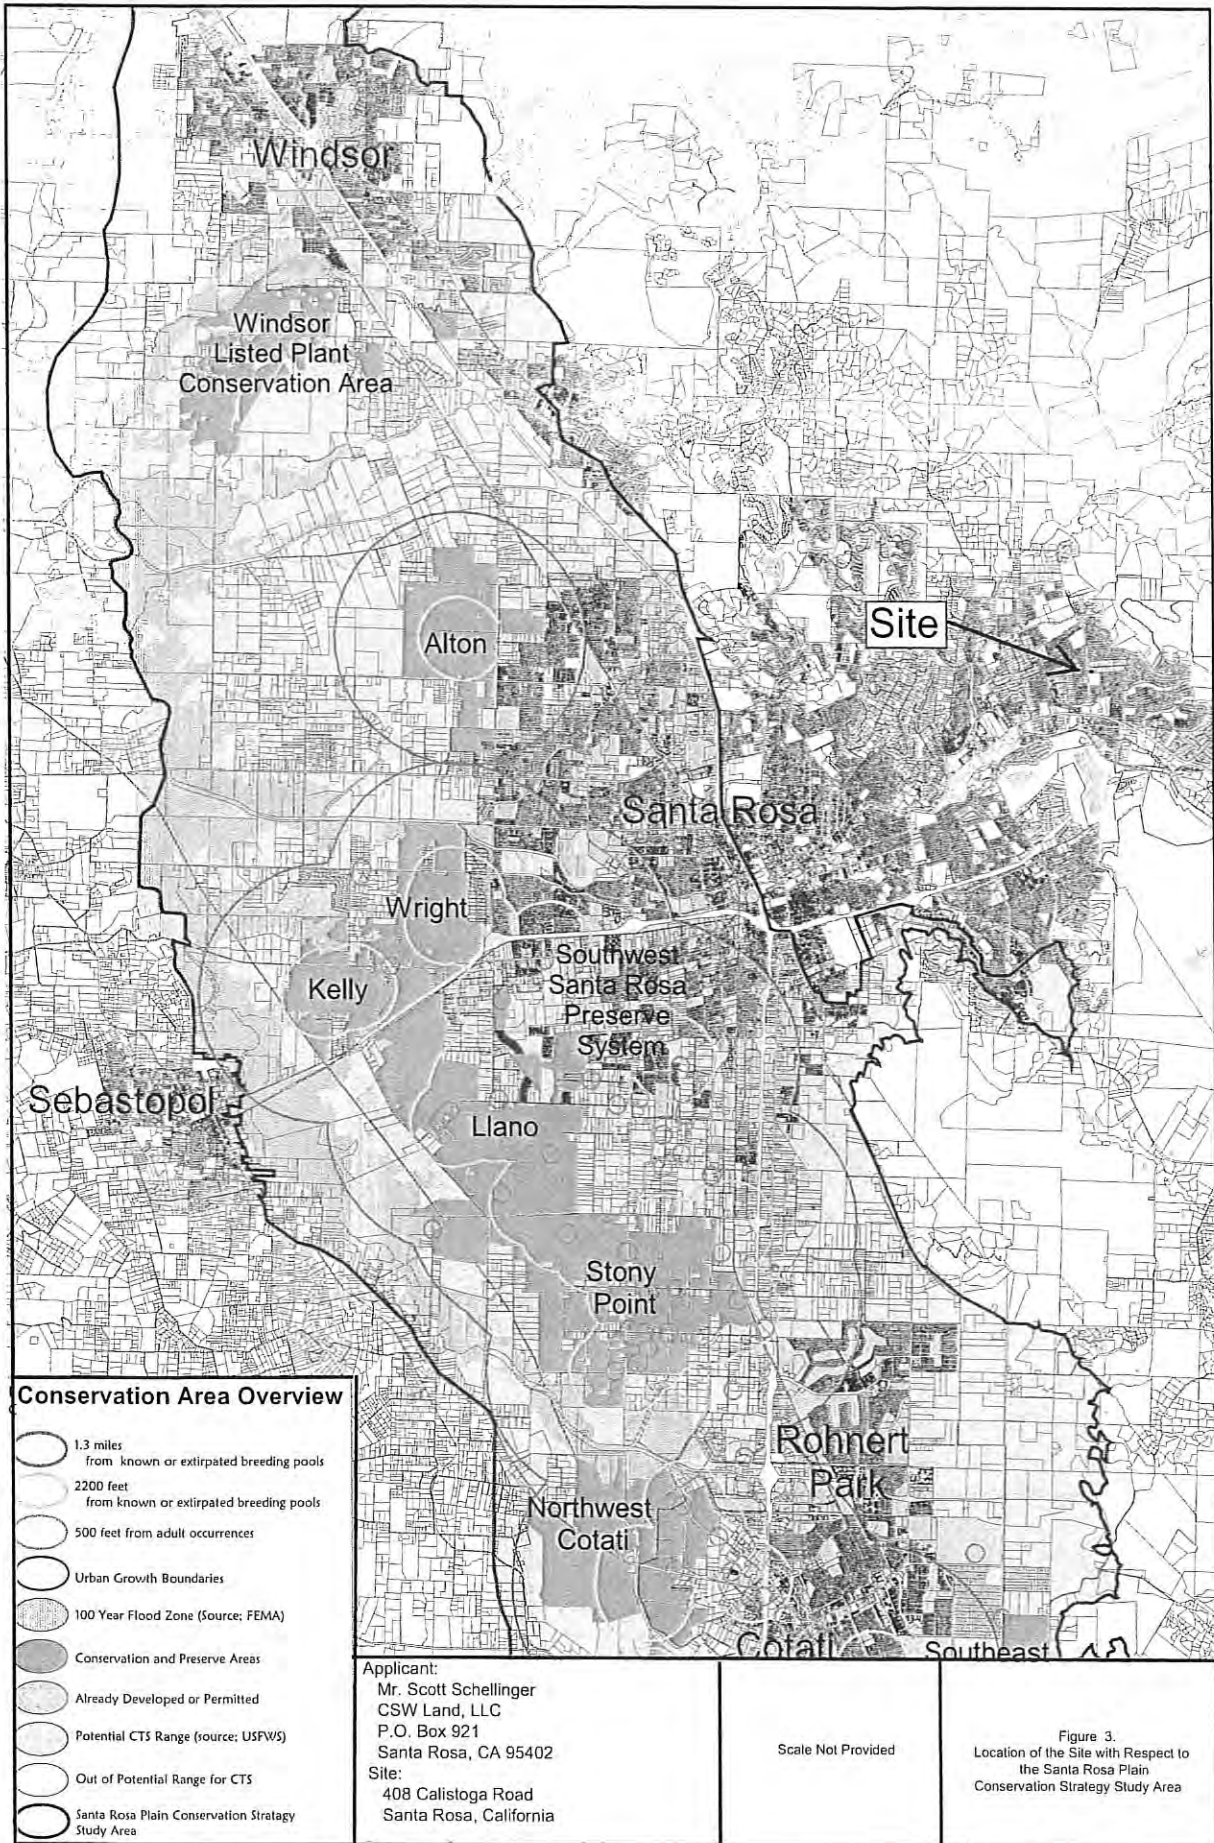 Windsor
Windsor
Listed Plant
Conservation Area
Alton
Site
Santa Rosa
Wright
Kelly
Southwest
Santa Rosa
Preserve
System
Sebastopol
Llano
Stony
Point
Rohnert
Park
Northwest
Cotati
Cotati
Southeast
Conservation Area Overview
1.3 miles
from known or extirpated breeding pools
2200 feet
from known or extirpated breeding pools
500 feet from adult occurrences
Urban Growth Boundaries
100 Year Flood Zone (Source; FEMA)
Conservation and Preserve Areas
Already Developed or Permitted
Potential CTS Range (source; USFWS)
Out of Potential Range for CTS
Santa Rosa Plain Conservation Stratagy
Study Area
Applicant:
Mr. Scott Schellinger
CSW Land, LLC
P.O. Box 921
Santa Rosa, CA 95402
Site:
408 Calistoga Road
Santa Rosa, California
Scale Not Provided
Figure 3.
Location of the Site with Respect to
the Santa Rosa Plain
Conservation Strategy Study Area